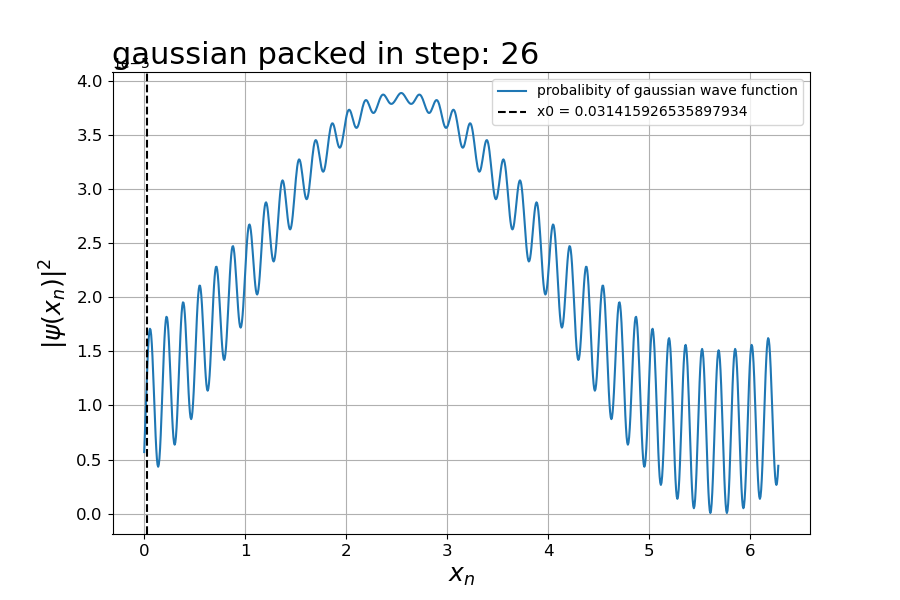 gaussian packed in step: 26
1e−5
4.0
3.5
3.0
2.5
2.0
1.5
1.0
0.5
0.0
|ψ(xₙ)|²
probalibity of gaussian wave function
x0 = 0.031415926535897934
0 1 2 3 4 5 6
xₙ